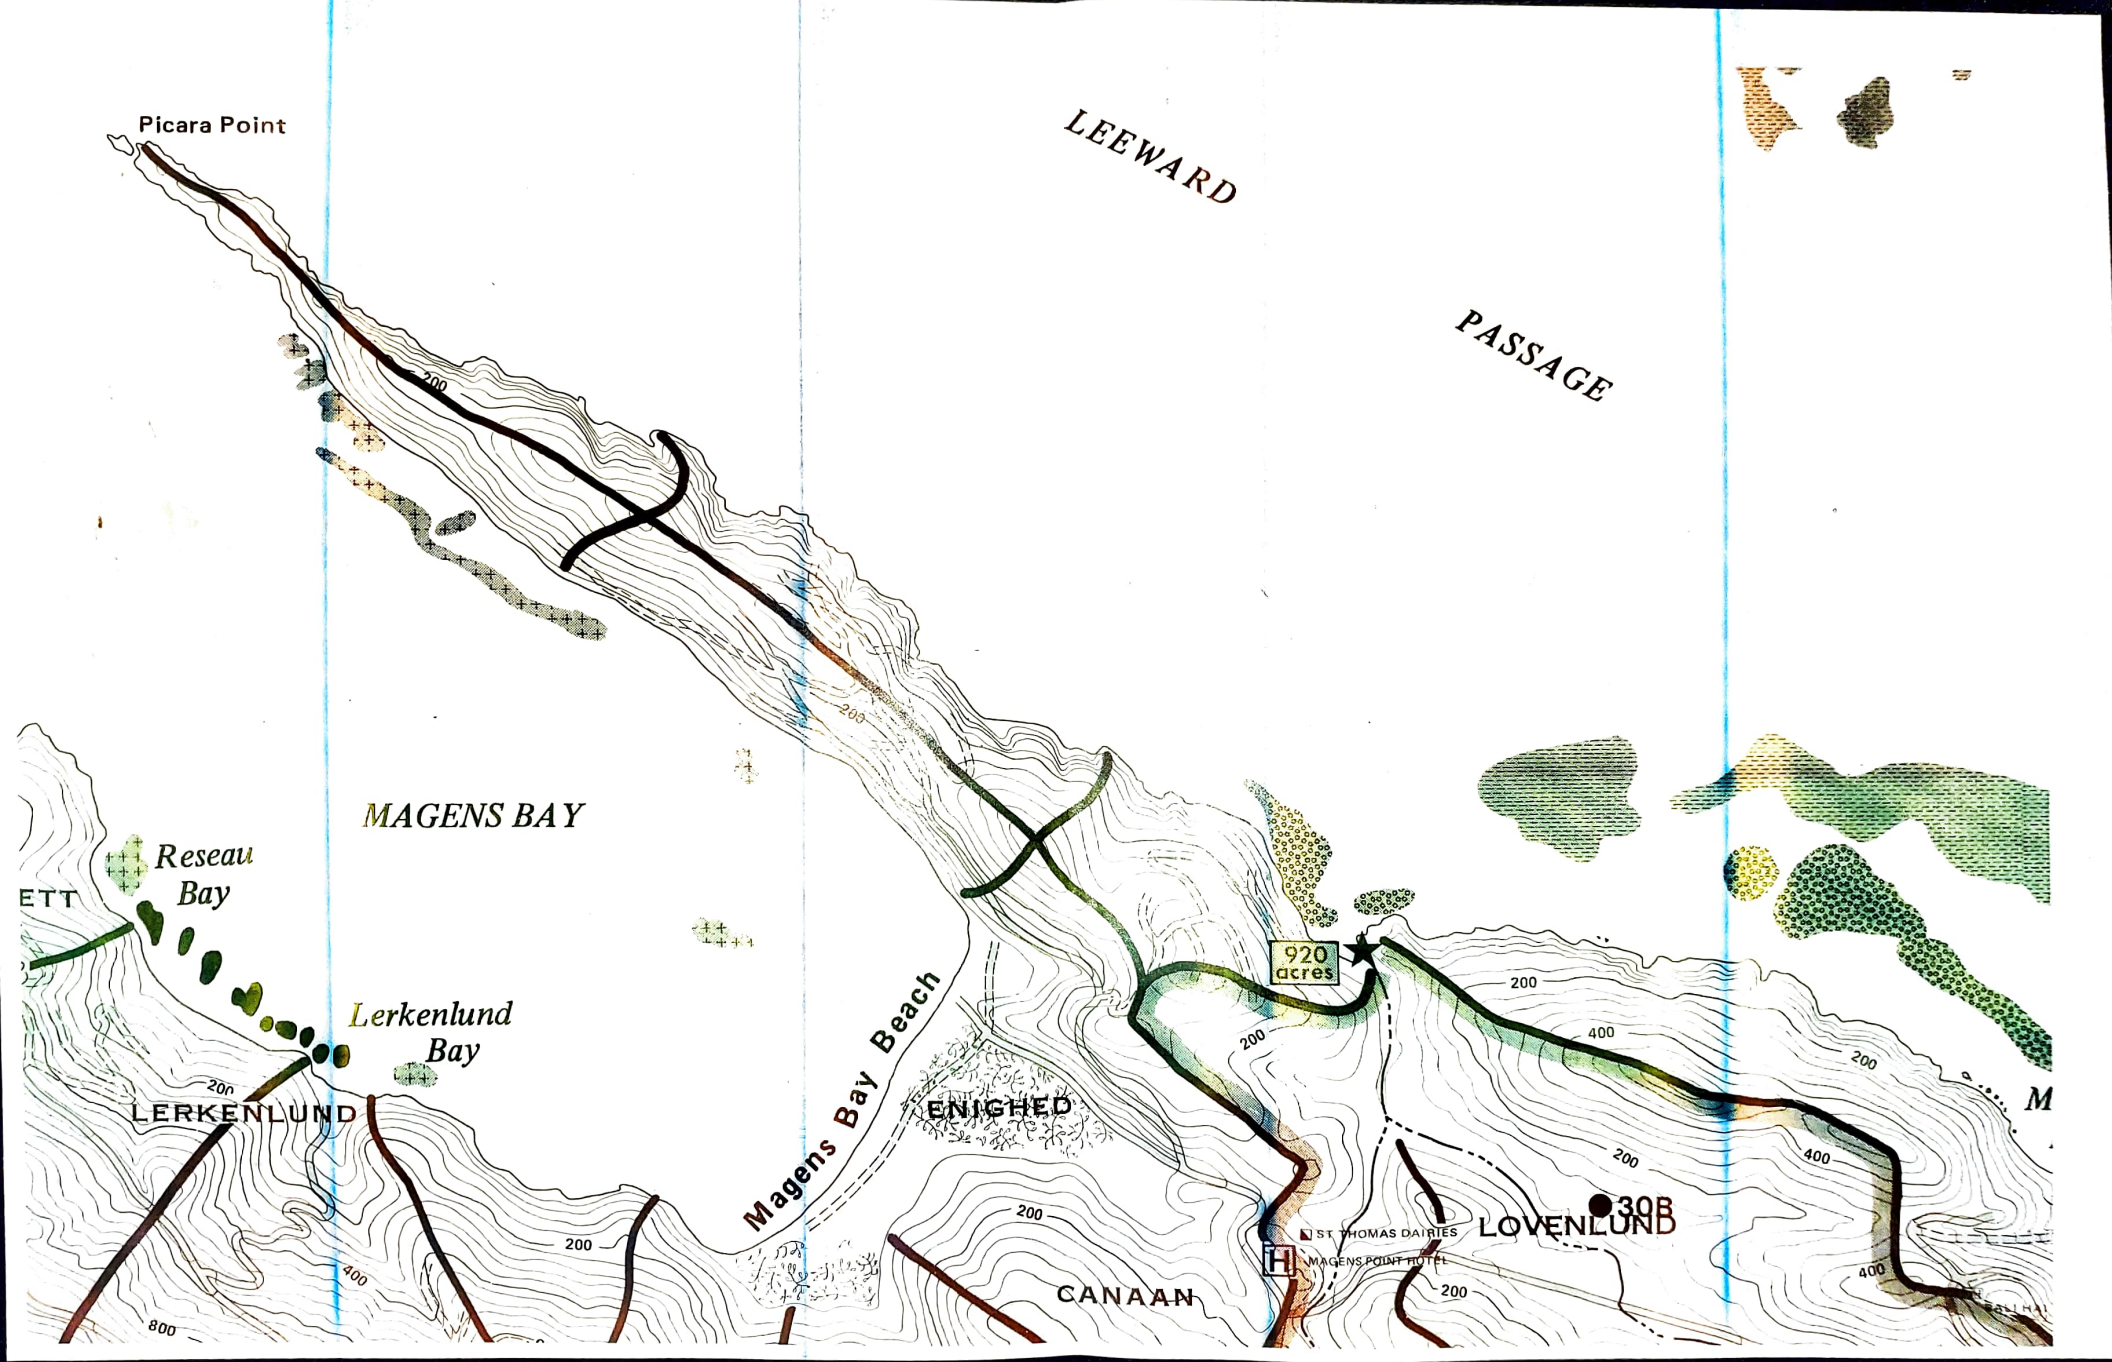 Picara Point
LEEWARD
PASSAGE
200
200
MAGENS BAY
Reseau
Bay
ETT
920
acres
200
400
200
200
Lerkenlund
Bay
200
LERKENLUND
Magens Bay Beach
ENIGHED
M
400
200
30B
LOVENLUND
ST THOMAS DAIRIES
H
MAGENS POINT HOTEL
200
200
CANAAN
200
400
400
800